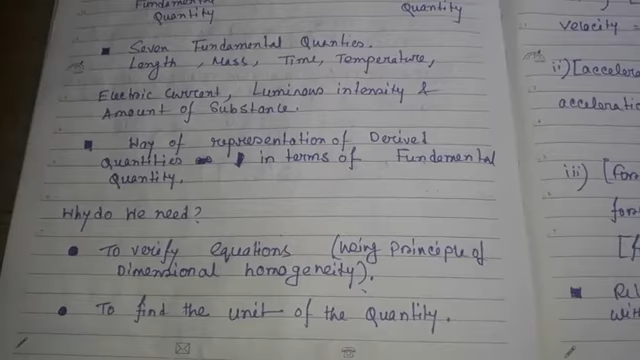 Fundamental
Quantity
Quantity
Seven Fundamental Quanties.
Length , Mass , Time , Temperature ,
Electric Current , Luminous intensity &
Amount of Substance.
Way of representation of Derived
quantities in terms of Fundamental
Quantity.
Why do We need?
To verify equations (Using principle of
Dimensional homogeneity).
To find the unit of the Quantity.
velocity =
ii) [accelera
acceleratio
iii) [for
for
[f
Rel
with